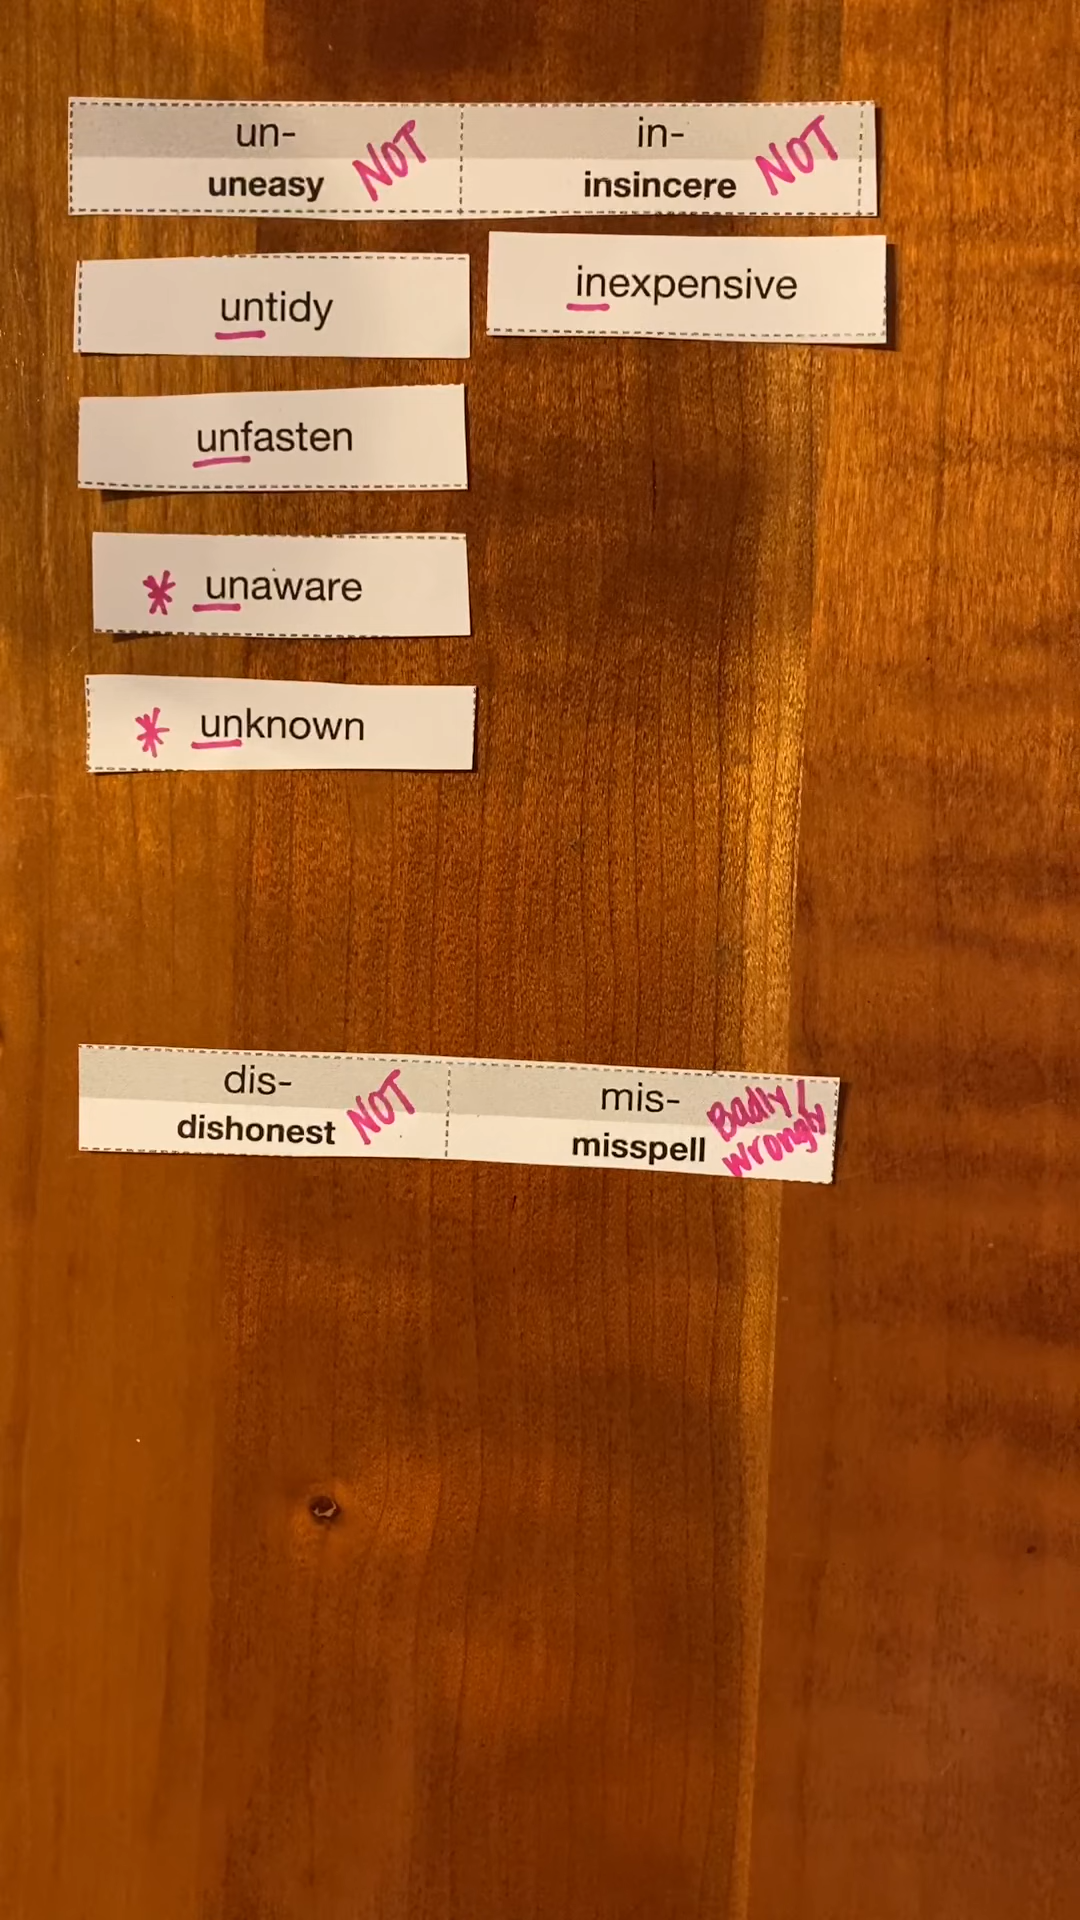 un- in-
uneasy NOT insincere NOT
untidy inexpensive
unfasten
* unaware
* unknown
dis- mis-
dishonest NOT misspell Badly/
wrongly